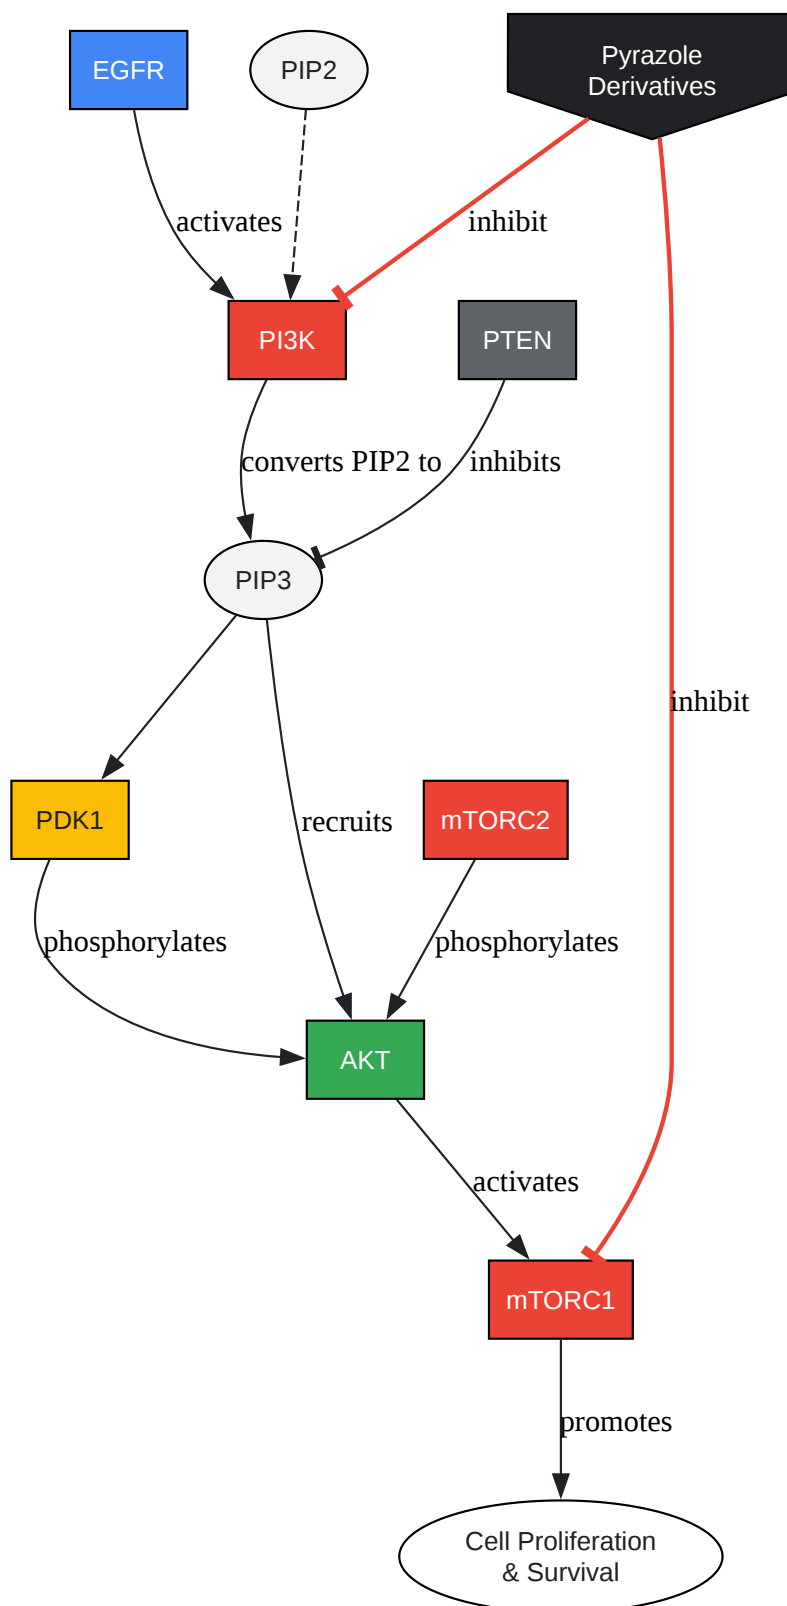 EGFR
PIP2
Pyrazole
Derivatives
activates
inhibit
PI3K
PTEN
converts PIP2 to
inhibits
PIP3
inhibit
PDK1
recruits
mTORC2
phosphorylates
phosphorylates
AKT
activates
mTORC1
promotes
Cell Proliferation
& Survival